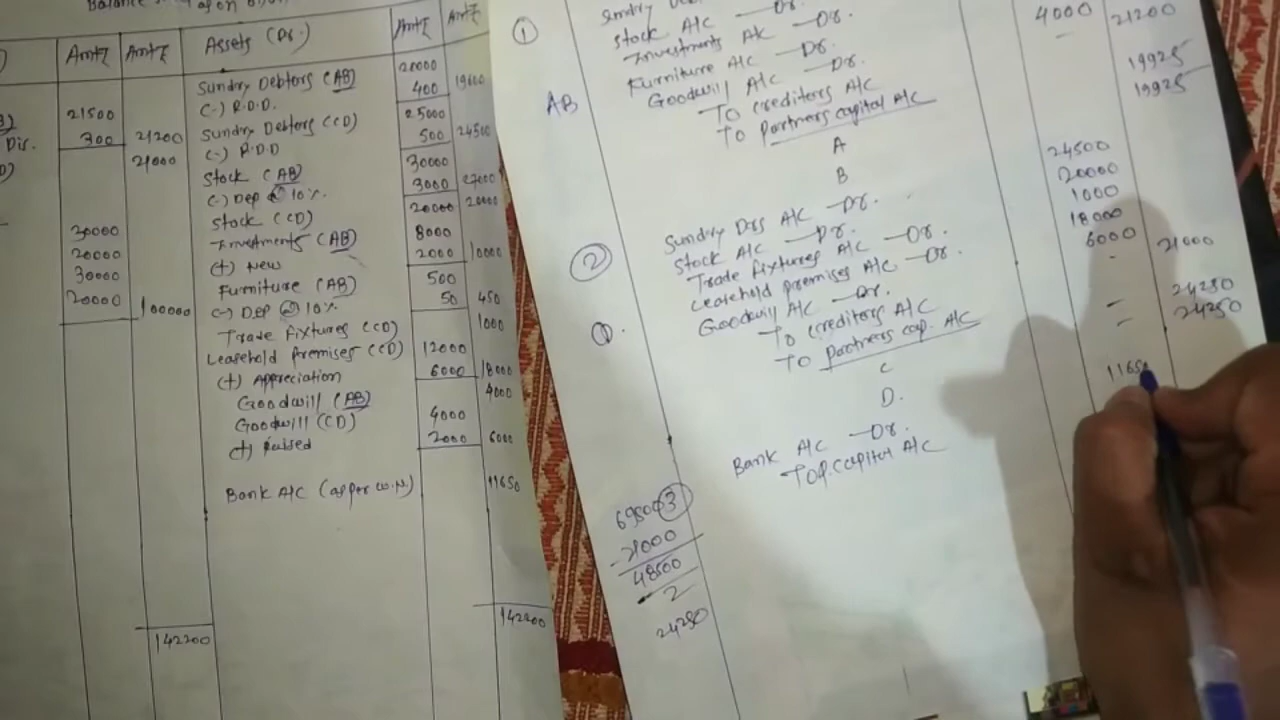 Amt₹ Amt₹ Assets (Dr.) Amt₹ Amt₹
Sundry Debtors (AB) 20000
21500 (-) R.D.D. 400 19600
Dis. 300 21200 Sundry Debtors (CD) 25000
21000 (-) R.D.D 500 24500
Stock (AB) 30000
(-) Dep @ 10%. 3000 27000
30000 Stock (CD) 20000 20000
20000 Investments (AB) 8000
30000 (+) New 2000 10000
20000 100000 Furniture (AB) 500
(-) Dep @ 10% 50 450
Trade Fixtures (CD) 1000
Leasehold Premises (CD) 12000
(+) Appreciation 6000 18000
Goodwill (AB) 4000
Goodwill (CD) 4000
(+) Raised 2000 6000
Bank A/C (as per W.N) 11650
142200 142200
①
Stock A/C — Dr.
Investments A/c — Dr.
Furniture A/C — Dr.
Goodwill A/C — Dr. 4000
AB To Creditors A/C 21200
To Partners capital A/C
A 19925
B 19925
② Sundry Drs A/C — Dr. 24500
Stock A/C — Dr. 20000
Trade fixtures A/C — Dr. 1000
Leasehold premises A/C — Dr. 18000
Goodwill A/C — Dr. 6000
To Creditors A/C 21000
To Partners cap. A/C
C 24250
D. 24250
③ Bank A/C — Dr. 1165
69500
- 21000
48500
2
24250